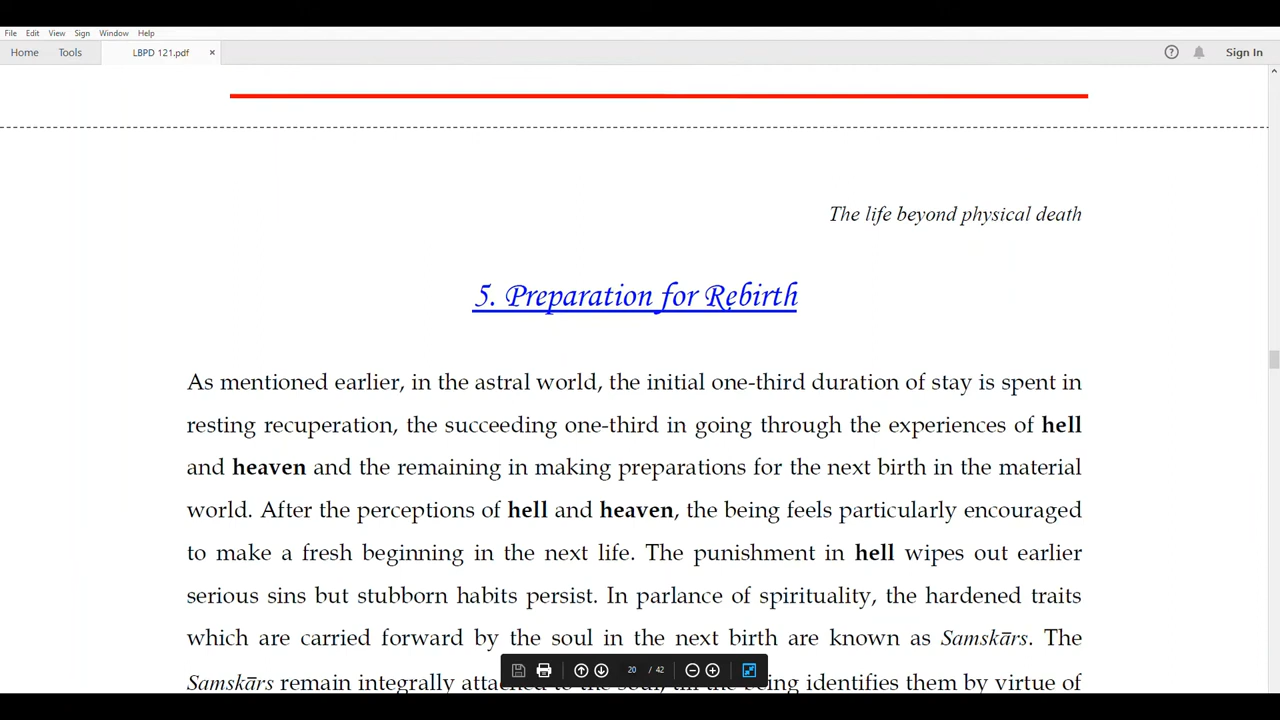 File Edit View Sign Window Help
Home Tools LBPD 121.pdf × ? Sign In
The life beyond physical death
5. Preparation for Rebirth
As mentioned earlier, in the astral world, the initial one-third duration of stay is spent in
resting recuperation, the succeeding one-third in going through the experiences of hell
and heaven and the remaining in making preparations for the next birth in the material
world. After the perceptions of hell and heaven, the being feels particularly encouraged
to make a fresh beginning in the next life. The punishment in hell wipes out earlier
serious sins but stubborn habits persist. In parlance of spirituality, the hardened traits
which are carried forward by the soul in the next birth are known as Samskārs. The
Samskārs remain integrally attached to the soul, till the being identifies them by virtue of
20 / 42